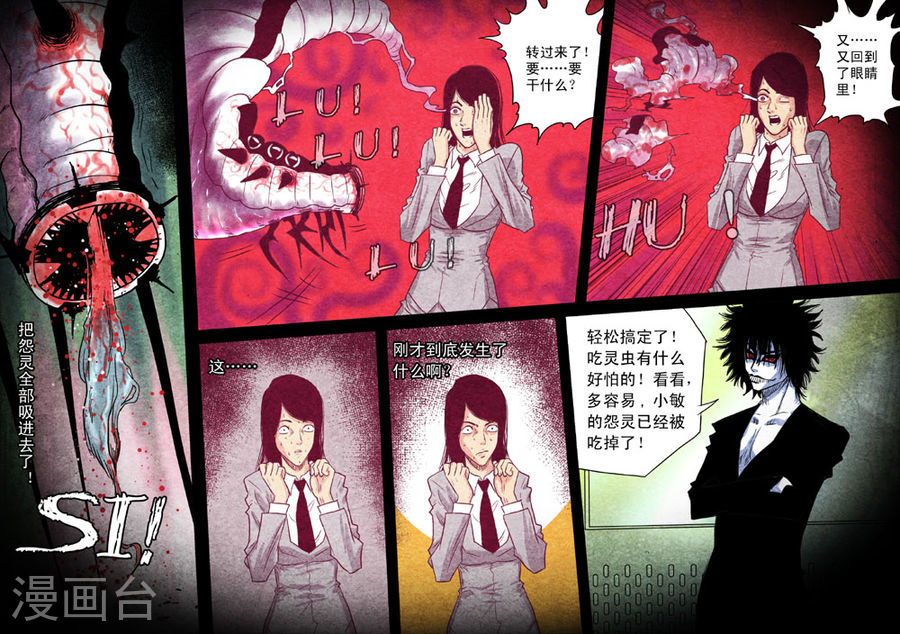 把怨灵全部吸进去了！
SI!
漫画台
转过来了！
要……要
干什么？
LU!
LU!
LU!
又……
又回到
了眼睛
里！
HU!
这……
刚才到底发生了
什么啊？
轻松搞定了！
吃灵虫有什么
好怕的！看看，
多容易，小敏
的怨灵已经被
吃掉了！